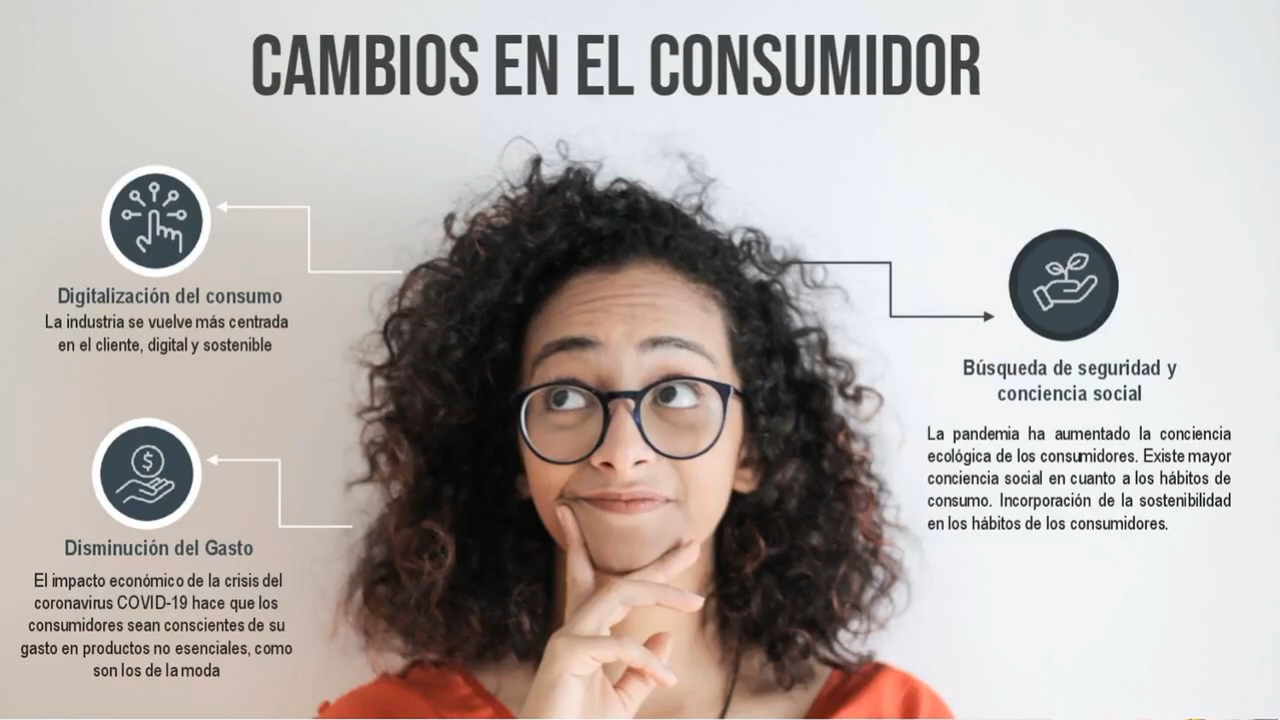 CAMBIOS EN EL CONSUMIDOR
Digitalización del consumo
La industria se vuelve más centrada
en el cliente, digital y sostenible
Disminución del Gasto
El impacto económico de la crisis del
coronavirus COVID-19 hace que los
consumidores sean conscientes de su
gasto en productos no esenciales, como
son los de la moda
Búsqueda de seguridad y
conciencia social
La pandemia ha aumentado la conciencia
ecológica de los consumidores. Existe mayor
conciencia social en cuanto a los hábitos de
consumo. Incorporación de la sostenibilidad
en los hábitos de los consumidores.